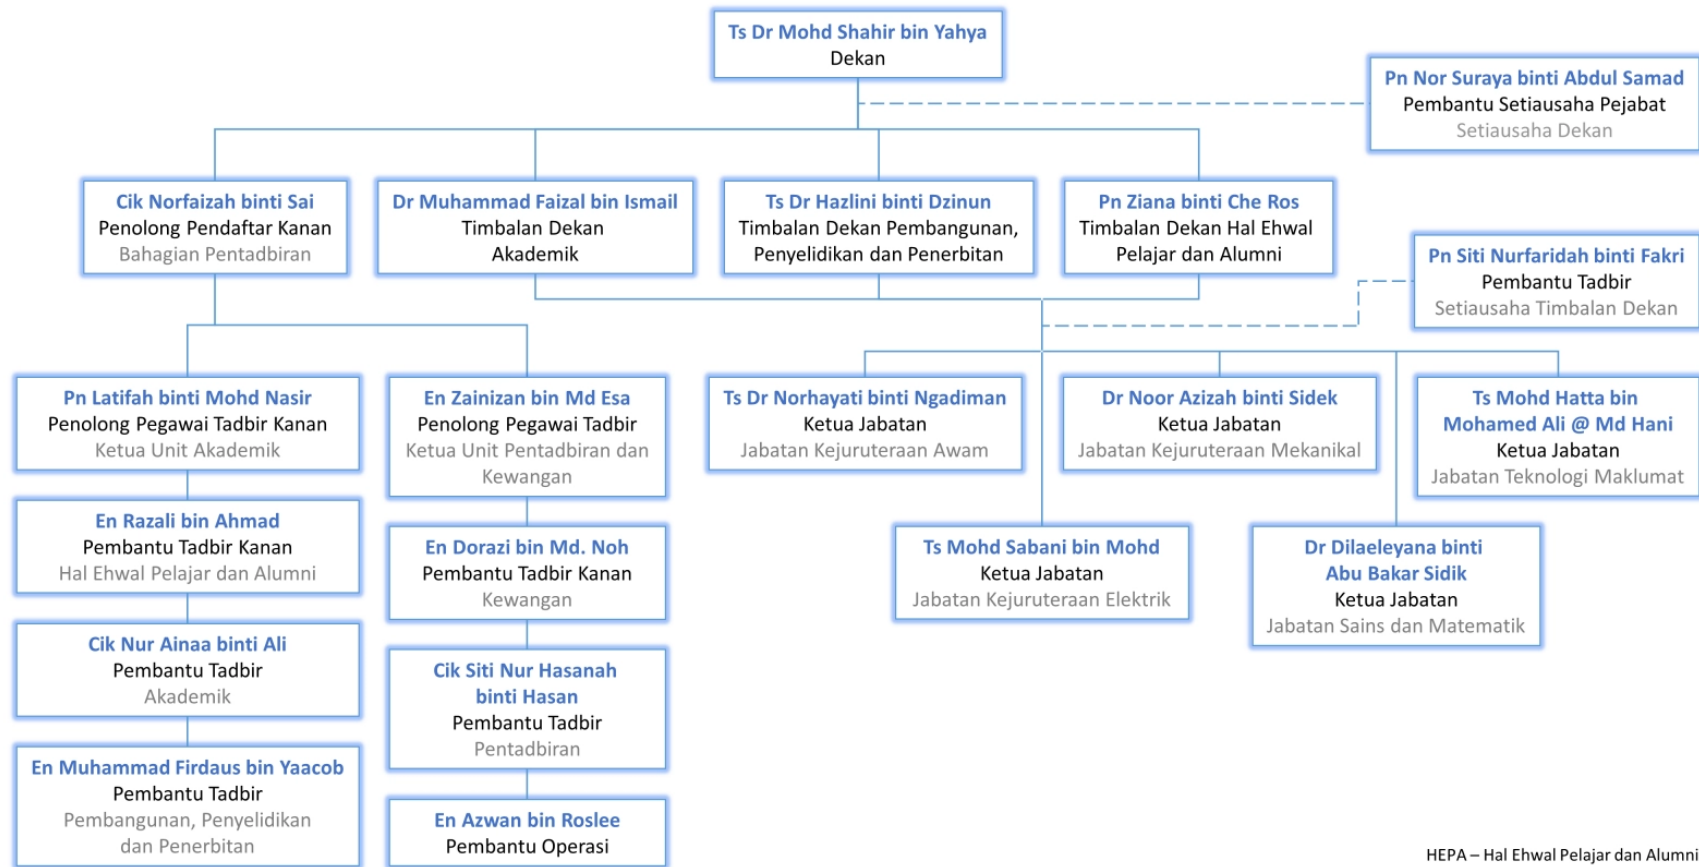 Ts Dr Mohd Shahir bin Yahya
Dekan
Pn Nor Suraya binti Abdul Samad
Pembantu Setiausaha Pejabat
Setiausaha Dekan
Cik Norfaizah binti Sai
Penolong Pendaftar Kanan
Bahagian Pentadbiran
Dr Muhammad Faizal bin Ismail
Timbalan Dekan
Akademik
Ts Dr Hazlini binti Dzinun
Timbalan Dekan Pembangunan,
Penyelidikan dan Penerbitan
Pn Ziana binti Che Ros
Timbalan Dekan Hal Ehwal
Pelajar dan Alumni
Pn Siti Nurfaridah binti Fakri
Pembantu Tadbir
Setiausaha Timbalan Dekan
Pn Latifah binti Mohd Nasir
Penolong Pegawai Tadbir Kanan
Ketua Unit Akademik
En Zainizan bin Md Esa
Penolong Pegawai Tadbir
Ketua Unit Pentadbiran dan
Kewangan
Ts Dr Norhayati binti Ngadiman
Ketua Jabatan
Jabatan Kejuruteraan Awam
Dr Noor Azizah binti Sidek
Ketua Jabatan
Jabatan Kejuruteraan Mekanikal
Ts Mohd Hatta bin
Mohamed Ali @ Md Hani
Ketua Jabatan
Jabatan Teknologi Maklumat
En Razali bin Ahmad
Pembantu Tadbir Kanan
Hal Ehwal Pelajar dan Alumni
En Dorazi bin Md. Noh
Pembantu Tadbir Kanan
Kewangan
Ts Mohd Sabani bin Mohd
Ketua Jabatan
Jabatan Kejuruteraan Elektrik
Dr Dilaeleyana binti
Abu Bakar Sidik
Ketua Jabatan
Jabatan Sains dan Matematik
Cik Nur Ainaa binti Ali
Pembantu Tadbir
Akademik
Cik Siti Nur Hasanah
binti Hasan
Pembantu Tadbir
Pentadbiran
En Muhammad Firdaus bin Yaacob
Pembantu Tadbir
Pembangunan, Penyelidikan
dan Penerbitan
En Azwan bin Roslee
Pembantu Operasi
HEPA – Hal Ehwal Pelajar dan Alumni